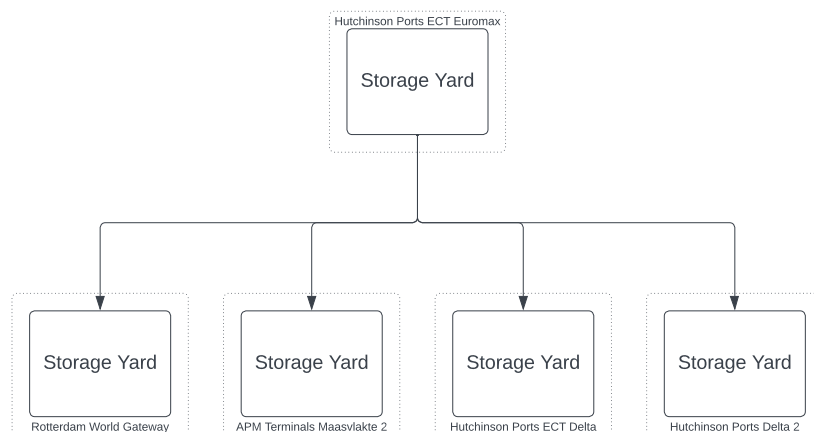 Hutchinson Ports ECT Euromax
Storage Yard
Storage Yard
Storage Yard
Storage Yard
Storage Yard
Rotterdam World Gateway
APM Terminals Maasvlakte 2
Hutchinson Ports ECT Delta
Hutchinson Ports Delta 2